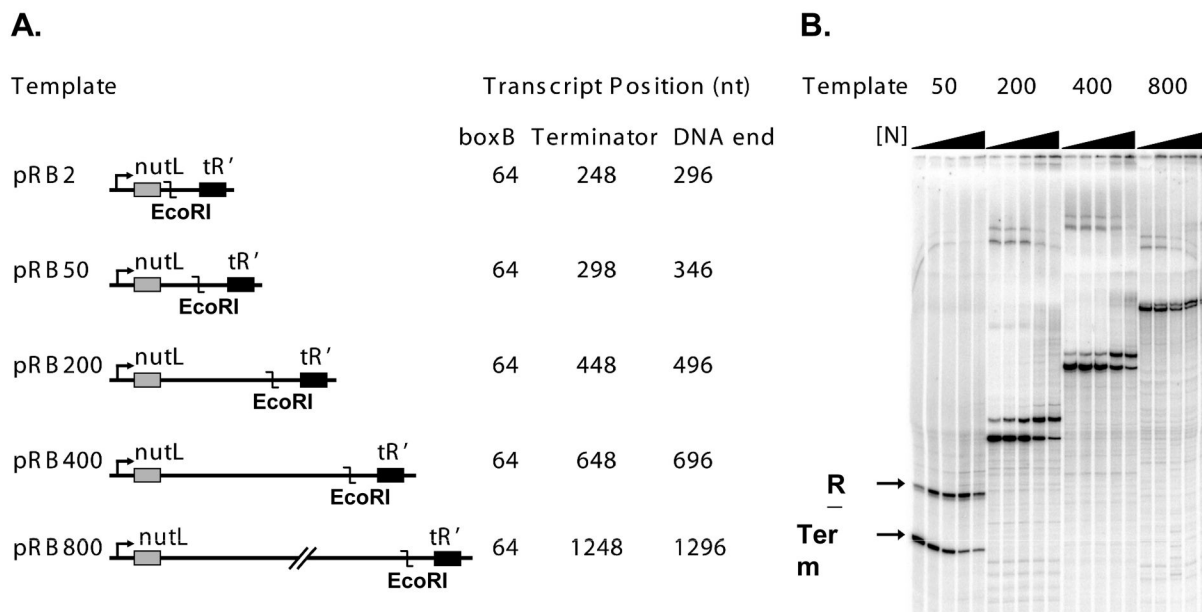 A.
Template
Transcript Position (nt)
boxB Terminator DNA end
pRB2 nutL tR′ EcoRI 64 248 296
pRB50 nutL tR′ EcoRI 64 298 346
pRB200 nutL tR′ EcoRI 64 448 496
pRB400 nutL tR′ EcoRI 64 648 696
pRB800 nutL tR′ EcoRI 64 1248 1296
B.
Template 50 200 400 800
[N]
R
Ter
m